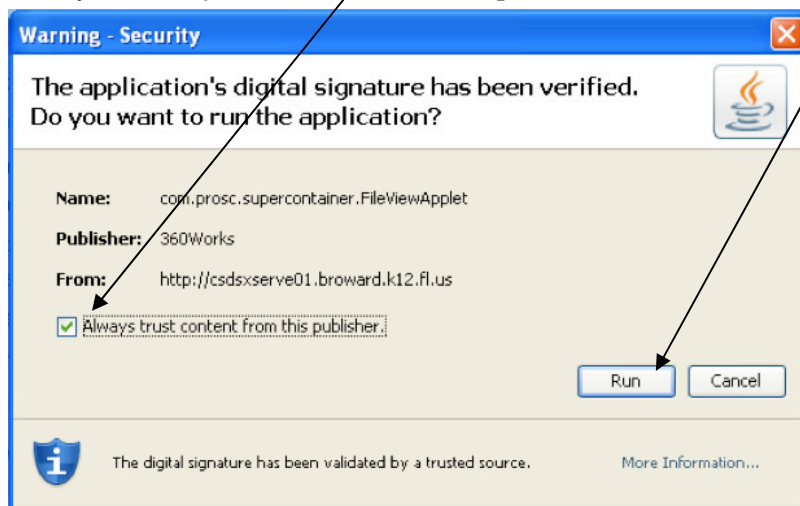 Warning - Security
The application's digital signature has been verified.
Do you want to run the application?
Name: com.prosc.supercontainer.FileViewApplet
Publisher: 360Works
From: http://csdsxserve01.broward.k12.fl.us
Always trust content from this publisher.
Run Cancel
The digital signature has been validated by a trusted source. More Information...